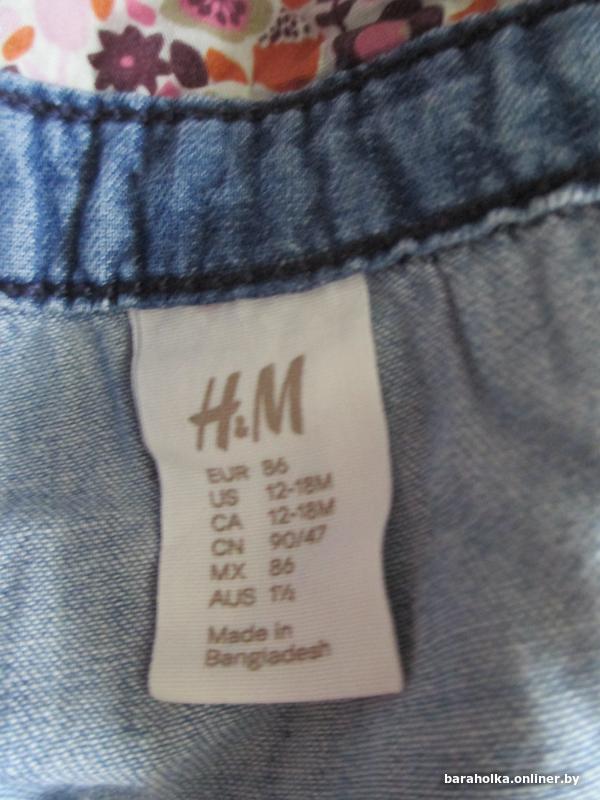 H&M
EUR 86
US 12-18M
CA 12-18M
CN 90/47
MX 86
AUS 1½
Made in
Bangladesh
baraholka.onliner.by